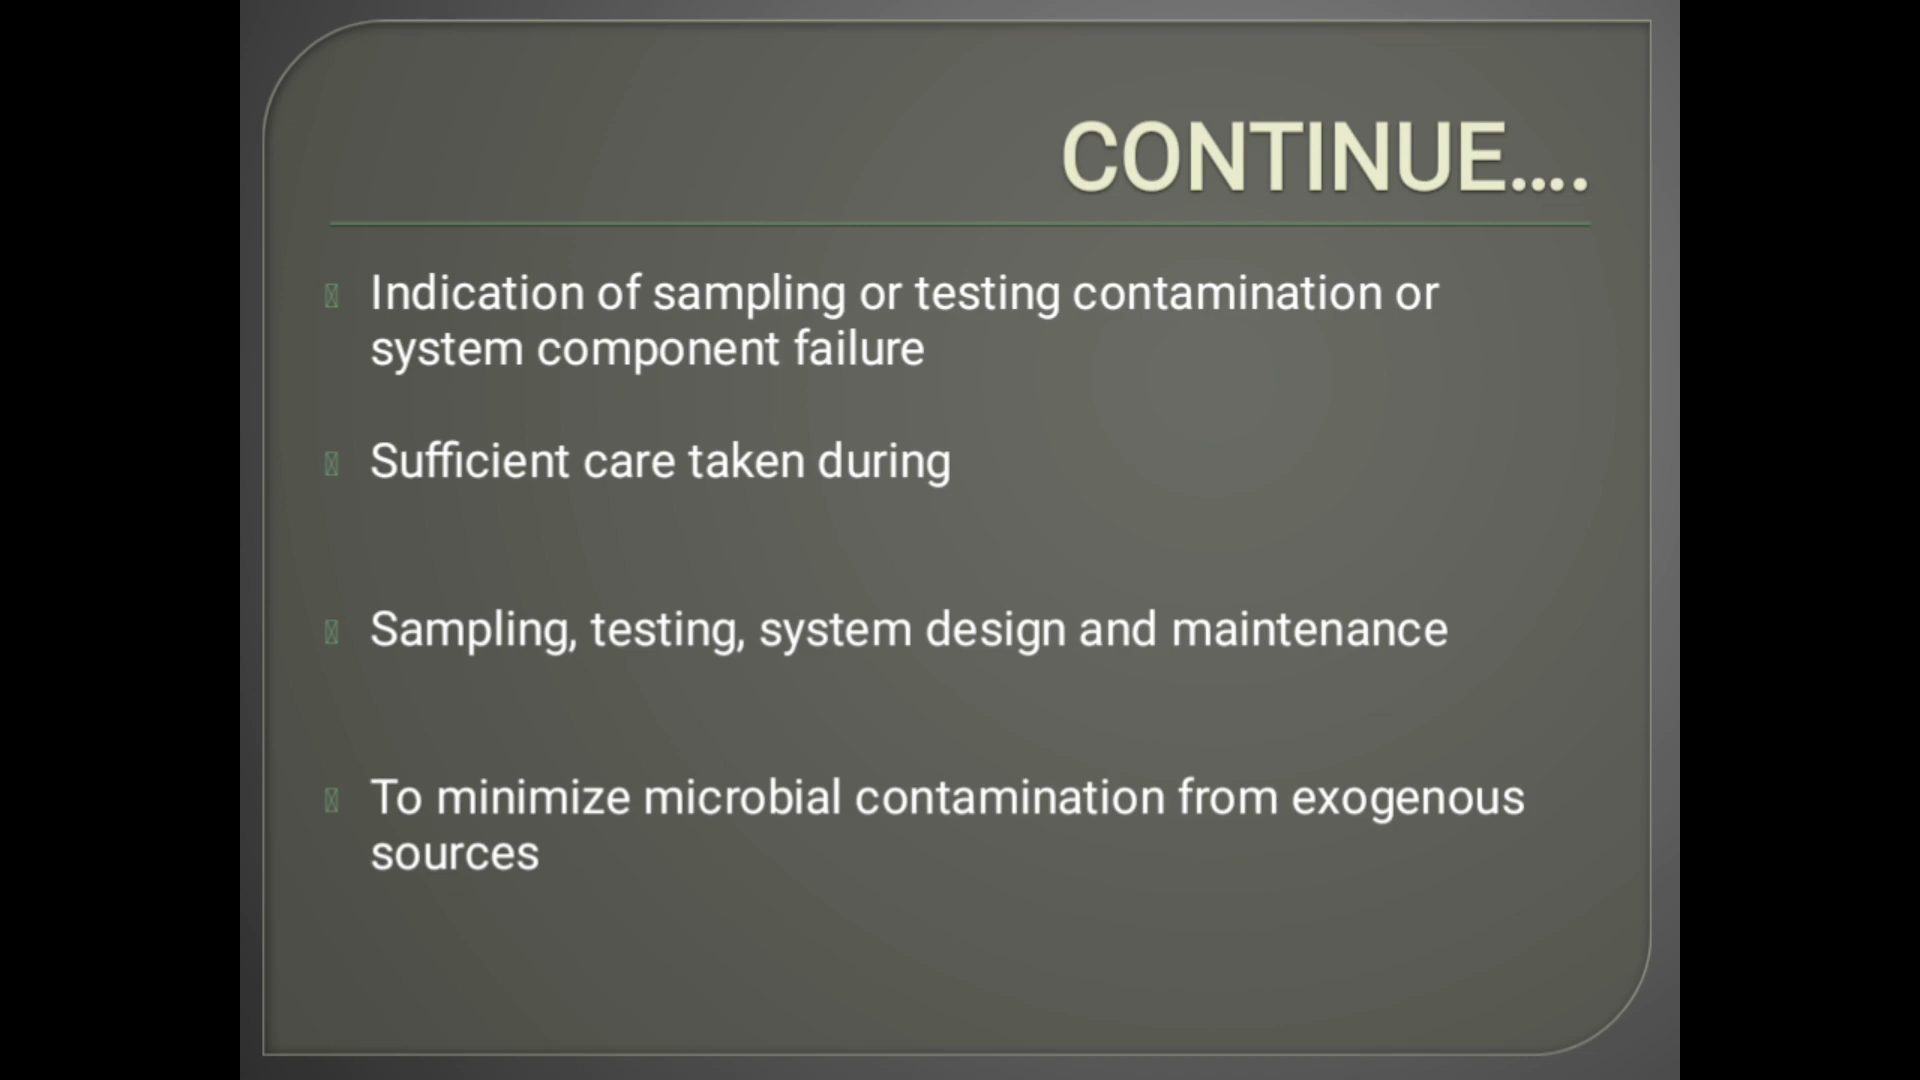 CONTINUE....
Indication of sampling or testing contamination or
system component failure
Sufficient care taken during
Sampling, testing, system design and maintenance
To minimize microbial contamination from exogenous
sources